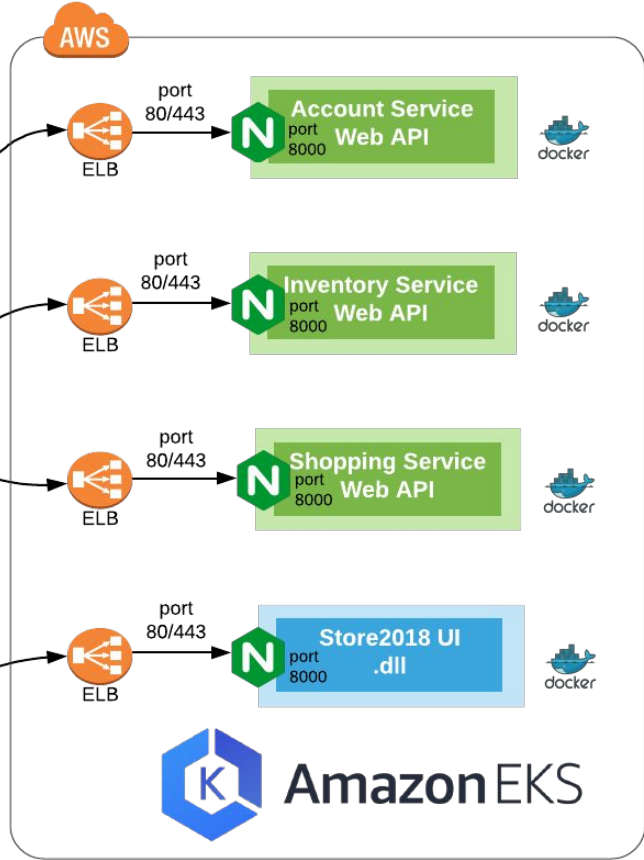 AWS
port
80/443
ELB
N
port
8000
Account Service
Web API
docker
port
80/443
ELB
N
port
8000
Inventory Service
Web API
docker
port
80/443
ELB
N
port
8000
Shopping Service
Web API
docker
port
80/443
ELB
N
port
8000
Store2018 UI
.dll
docker
K
Amazon EKS